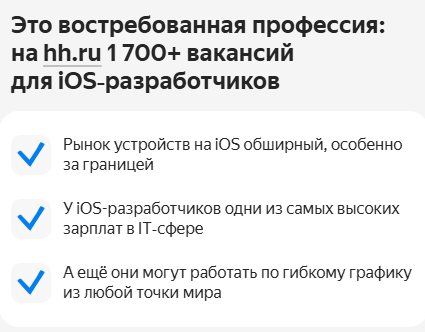 Это востребованная профессия:
на hh.ru 1 700+ вакансий
для iOS-разработчиков
Рынок устройств на iOS обширный, особенно
за границей
У iOS-разработчиков одни из самых высоких
зарплат в IT-сфере
А ещё они могут работать по гибкому графику
из любой точки мира